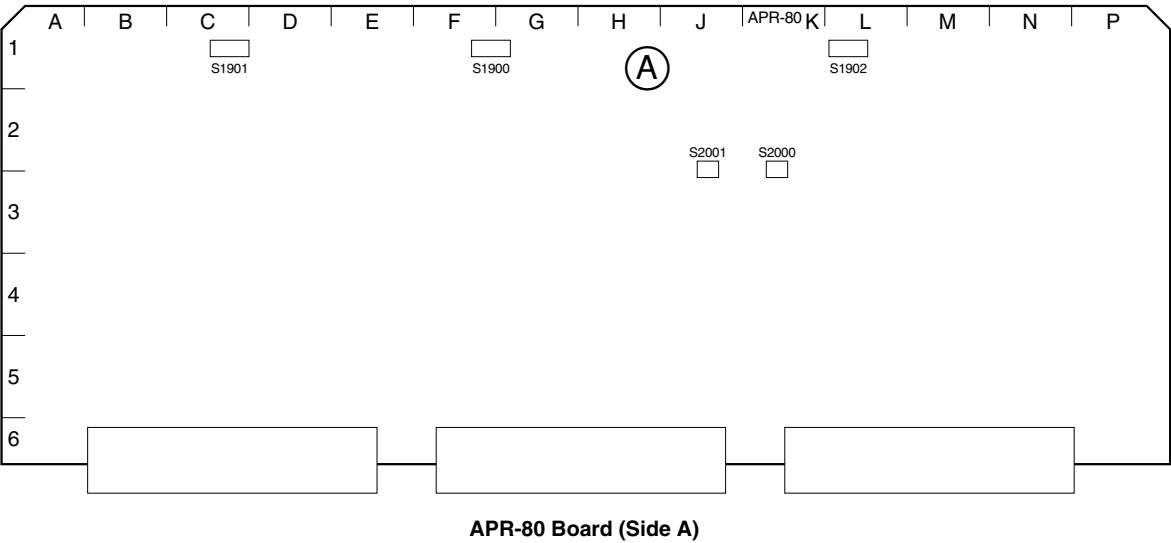 A B C D E F G H J APR-80 K L M N P
1
S1901 S1900 A S1902
2
S2001 S2000
3
4
5
6
APR-80 Board (Side A)